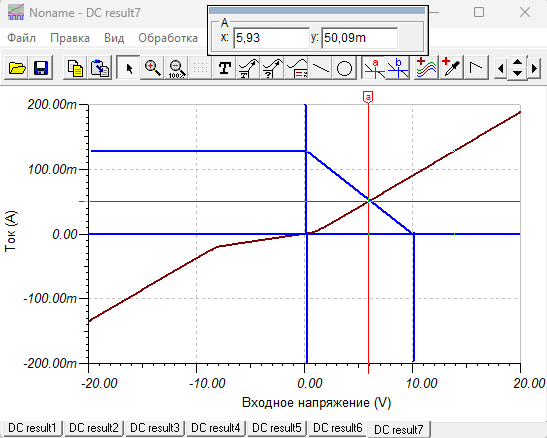 Noname - DC result7
A
x: 5,93 y: 50,09m
Файл Правка Вид Обработка
100%
T
a b
a
200.00m
100.00m
0.00
-100.00m
-200.00m
Ток (A)
-20.00 -10.00 0.00 10.00 20.00
Входное напряжение (V)
DC result1 DC result2 DC result3 DC result4 DC result5 DC result6 DC result7